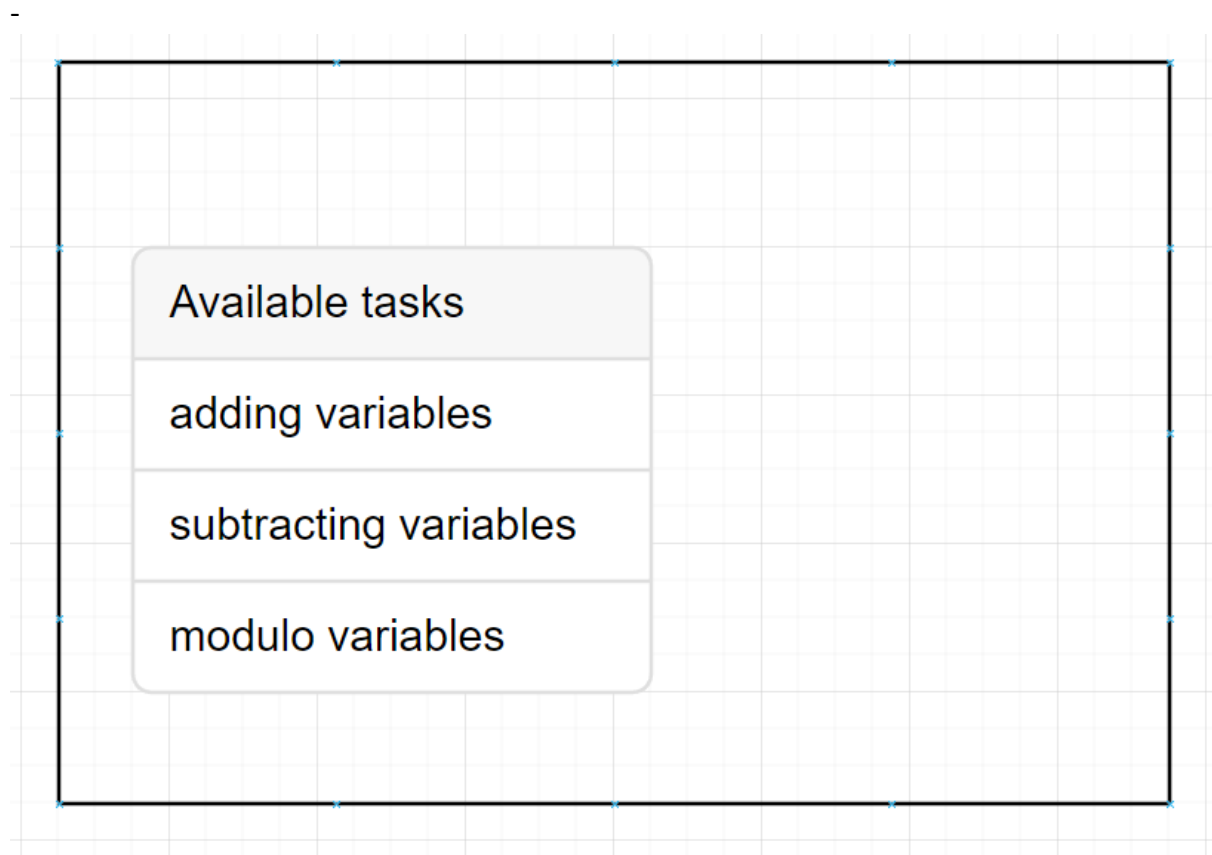 -
Available tasks
adding variables
subtracting variables
modulo variables